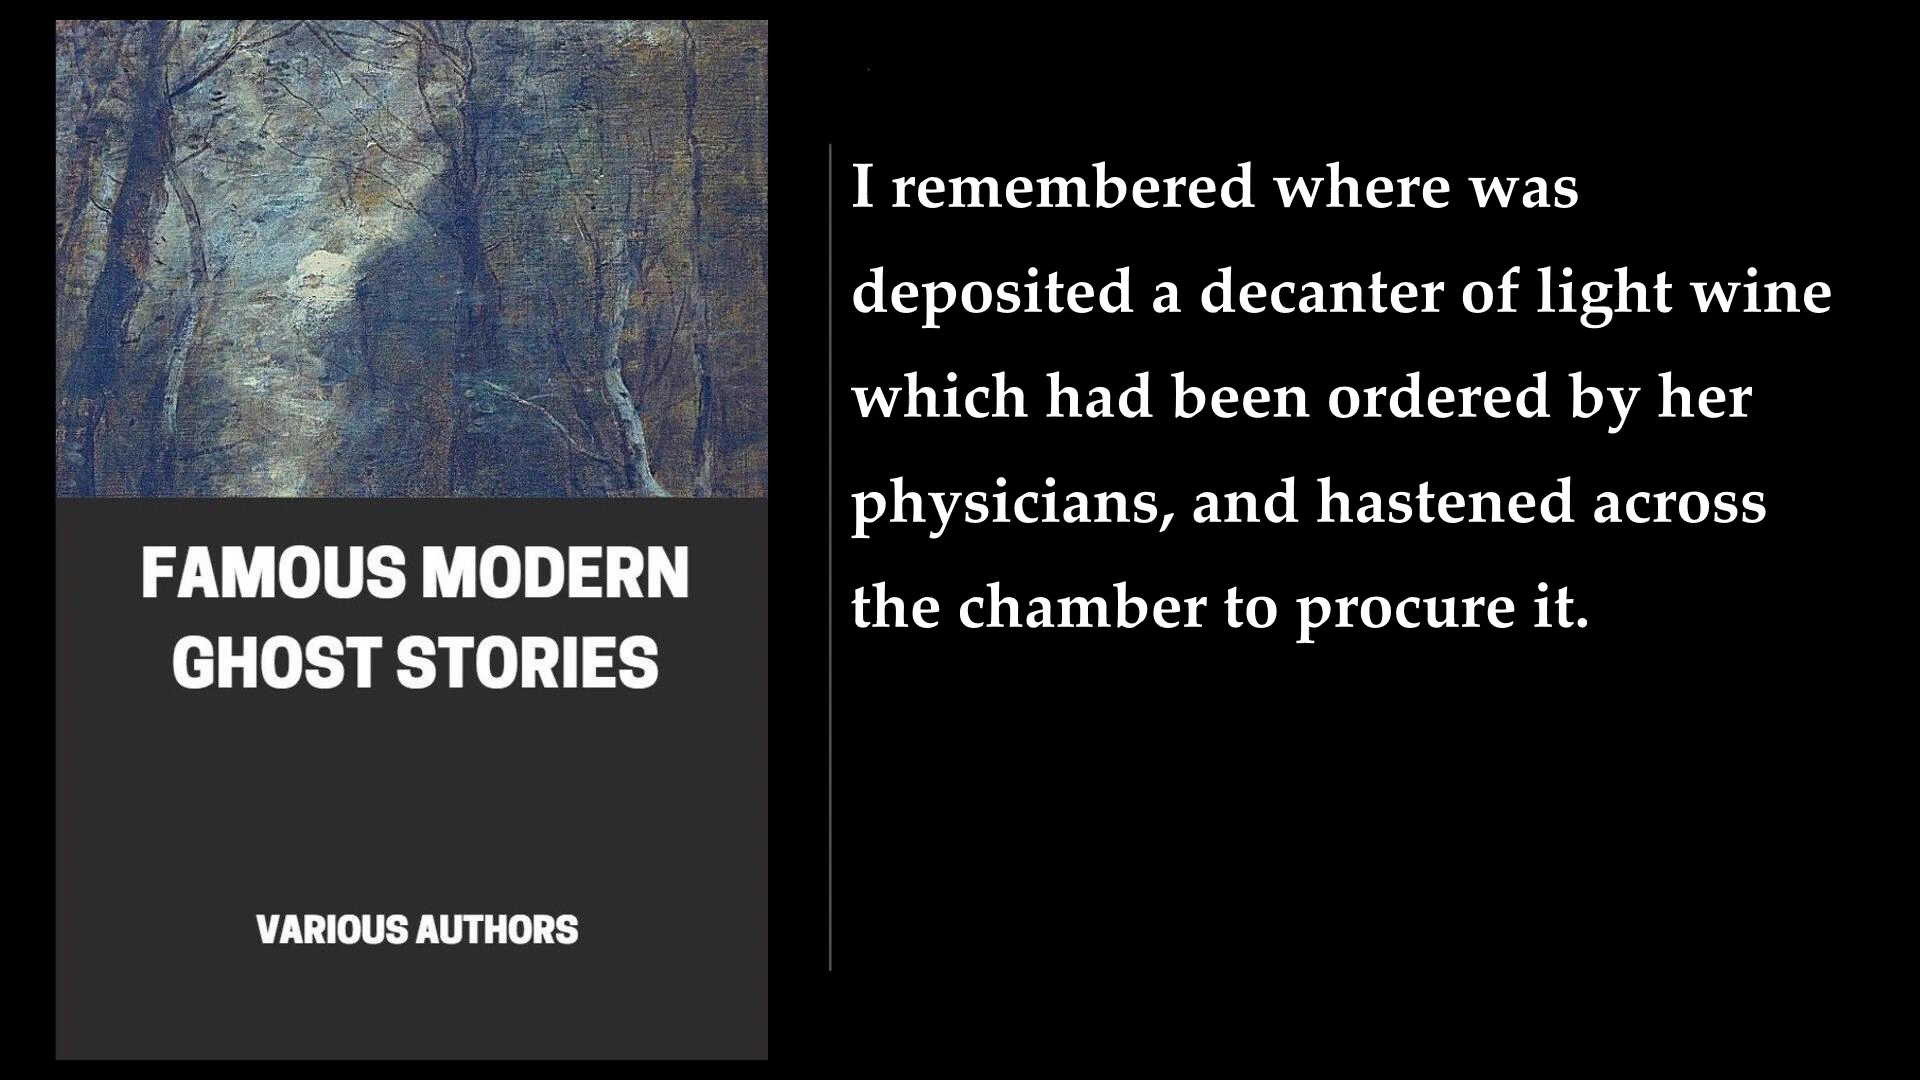 FAMOUS MODERN
GHOST STORIES
VARIOUS AUTHORS
I remembered where was
deposited a decanter of light wine
which had been ordered by her
physicians, and hastened across
the chamber to procure it.